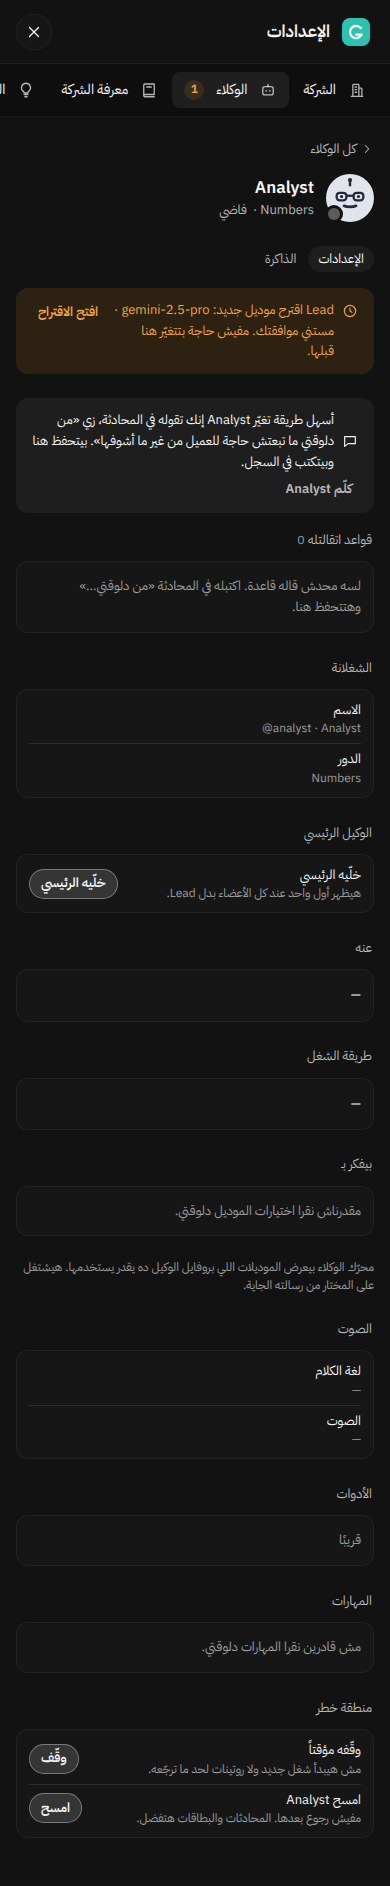 الإعدادات
الشركة
الوكلاء 1
معرفة الشركة
كل الوكلاء
Analyst
Numbers · فاضي
الإعدادات
الذاكرة
Lead اقترح موديل جديد: gemini-2.5-pro ·
مستني موافقتك. مفيش حاجة بتتغيّر هنا
قبلها.
افتح الاقتراح
أسهل طريقة تغيّر Analyst إنك تقوله في المحادثة، زي «من
دلوقتي ما تبعتش حاجة للعميل من غير ما أشوفها». بيتحفظ هنا
وبيتكتب في السجل.
كلّم Analyst
قواعد اتقالتله 0
لسه محدش قاله قاعدة. اكتبله في المحادثة «من دلوقتي…»
وهتتحفظ هنا.
الشغلانة
الاسم
@analyst · Analyst
الدور
Numbers
الوكيل الرئيسي
خلّيه الرئيسي
هيظهر أول واحد عند كل الأعضاء بدل Lead.
خلّيه الرئيسي
عنه
—
طريقة الشغل
—
بيفكر بـ
مقدرناش نقرا اختيارات الموديل دلوقتي.
محرّك الوكلاء بيعرض الموديلات اللي بروفايل الوكيل ده يقدر يستخدمها. هيشتغل
على المختار من رسالته الجاية.
الصوت
لغة الكلام
—
الصوت
—
الأدوات
قريبًا
المهارات
مش قادرين نقرا المهارات دلوقتي.
منطقة خطر
وقّفه مؤقتاً
مش هيبدأ شغل جديد ولا روتينات لحد ما ترجّعه.
وقّف
امسح Analyst
مفيش رجوع بعدها. المحادثات والبطاقات هتفضل.
امسح